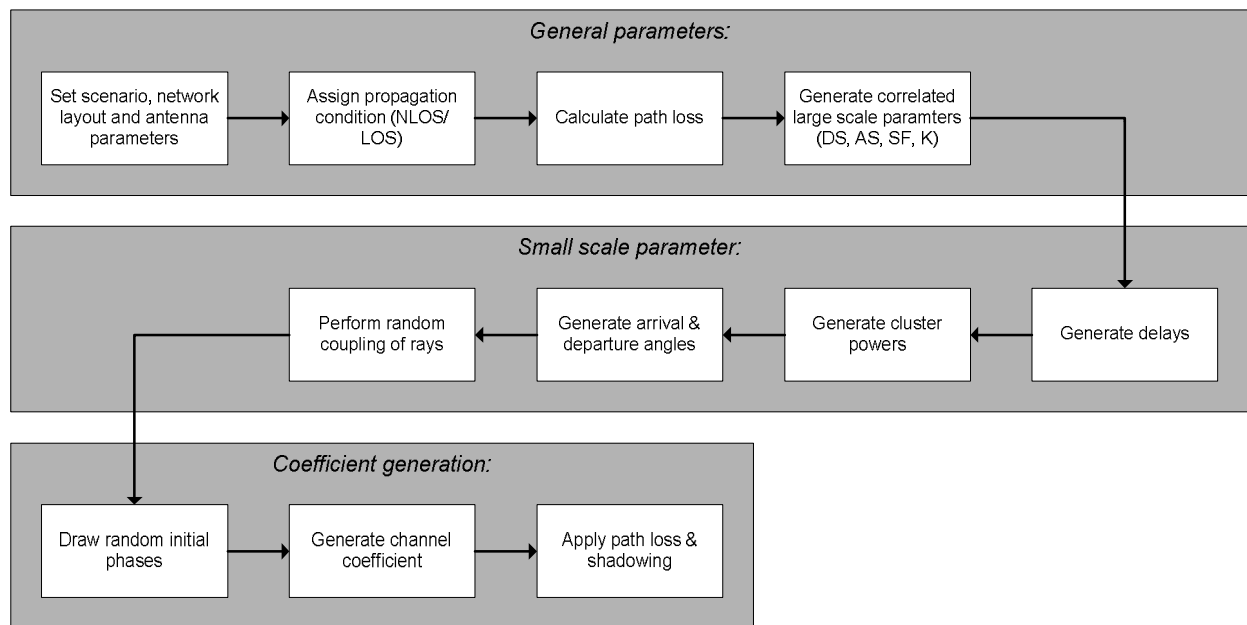 General parameters:
Set scenario, network
layout and antenna
parameters
Assign propagation
condition (NLOS/
LOS)
Calculate path loss
Generate correlated
large scale paramters
(DS, AS, SF, K)
Small scale parameter:
Perform random
coupling of rays
Generate arrival &
departure angles
Generate cluster
powers
Generate delays
Coefficient generation:
Draw random initial
phases
Generate channel
coefficient
Apply path loss &
shadowing